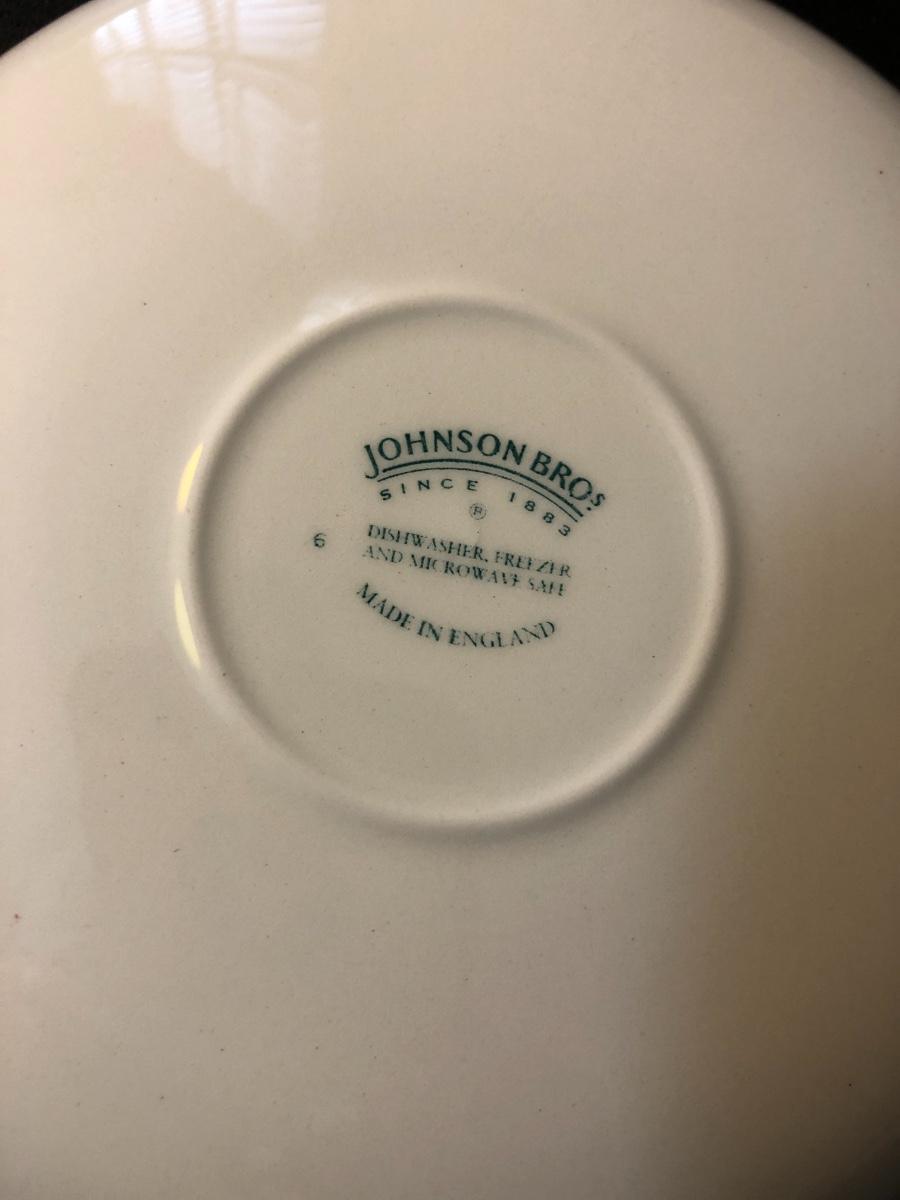 JOHNSON BROS
SINCE 1883
®
6
DISHWASHER, FREEZER
AND MICROWAVE SAFE
MADE IN ENGLAND